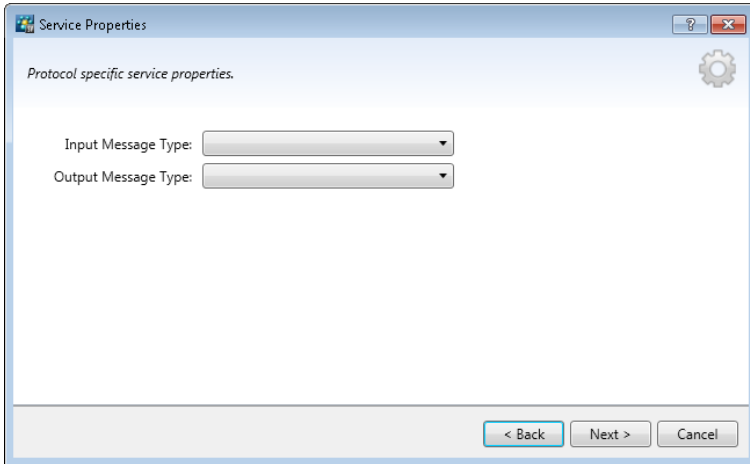 Service Properties
?
Protocol specific service properties.
Input Message Type:
Output Message Type:
< Back
Next >
Cancel